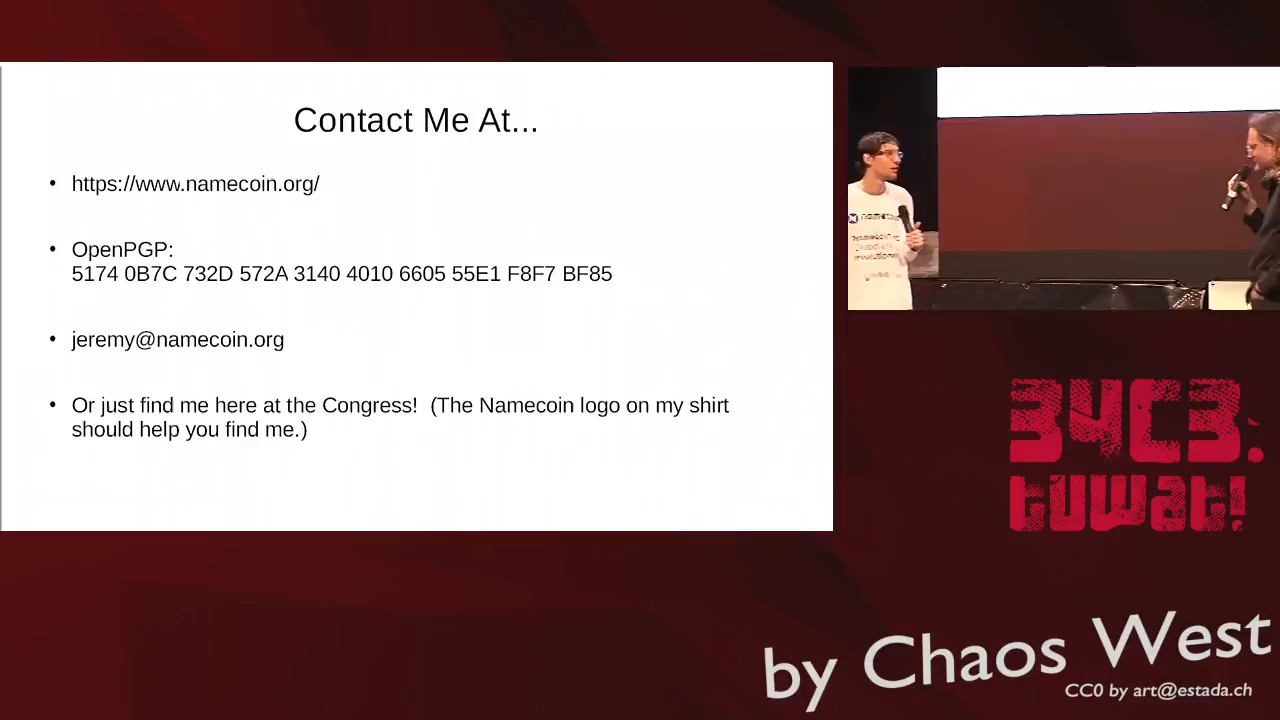 Contact Me At...
• https://www.namecoin.org/
• OpenPGP:
5174 0B7C 732D 572A 3140 4010 6605 55E1 F8F7 BF85
• jeremy@namecoin.org
• Or just find me here at the Congress!  (The Namecoin logo on my shirt
should help you find me.)
34C3:
tuwat!
by Chaos West
CC0 by art@estada.ch